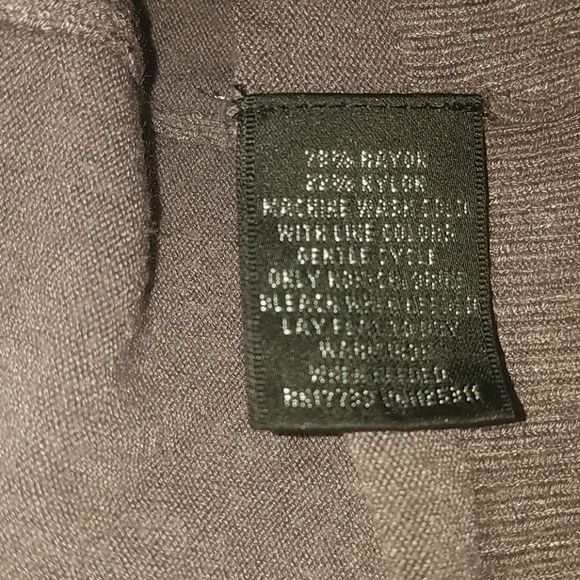 78% RAYON
22% NYLON
MACHINE WASH COLD
WITH LIKE COLORS
GENTLE CYCLE
ONLY NON-CHLORINE
BLEACH WHEN NEEDED
LAY FLAT TO DRY
WHEN NEEDED